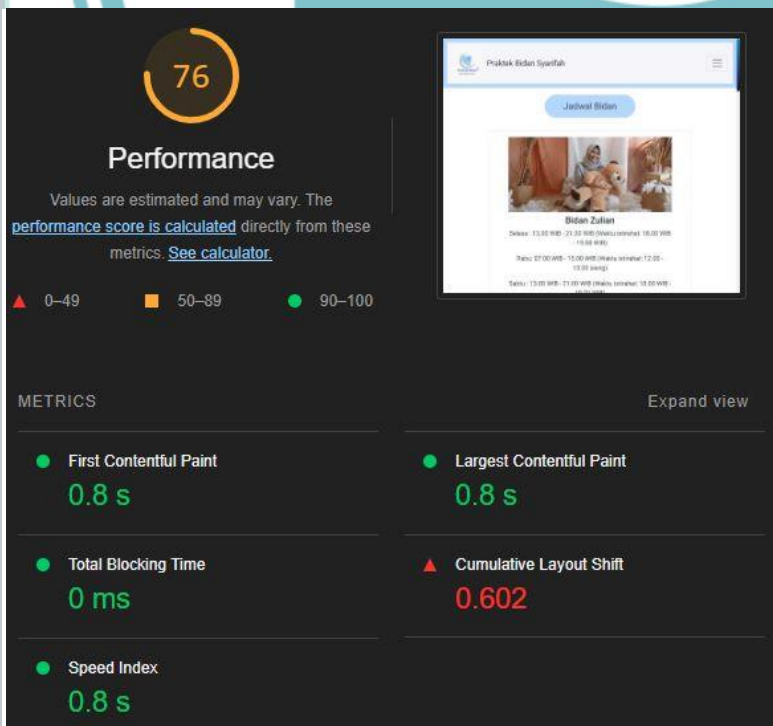 76
Performance
Values are estimated and may vary. The
performance score is calculated directly from these
metrics. See calculator.
0–49
50–89
90–100
Praktek Bidan Syarifah
Jadwal Bidan
Bidan Zulian
METRICS
Expand view
First Contentful Paint
0.8 s
Largest Contentful Paint
0.8 s
Total Blocking Time
0 ms
Cumulative Layout Shift
0.602
Speed Index
0.8 s